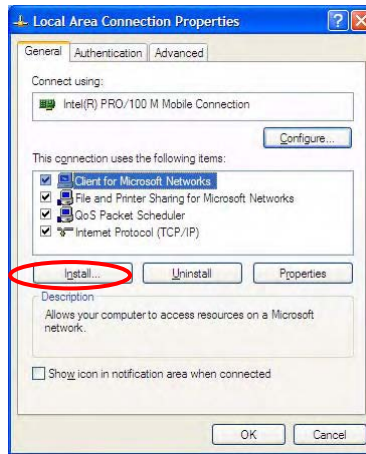 Local Area Connection Properties
General Authentication Advanced
Connect using:
Intel(R) PRO/100 M Mobile Connection
Configure...
This connection uses the following items:
Client for Microsoft Networks
File and Printer Sharing for Microsoft Networks
QoS Packet Scheduler
Internet Protocol (TCP/IP)
Install... Uninstall Properties
Description
Allows your computer to access resources on a Microsoft
network.
Show icon in notification area when connected
OK Cancel